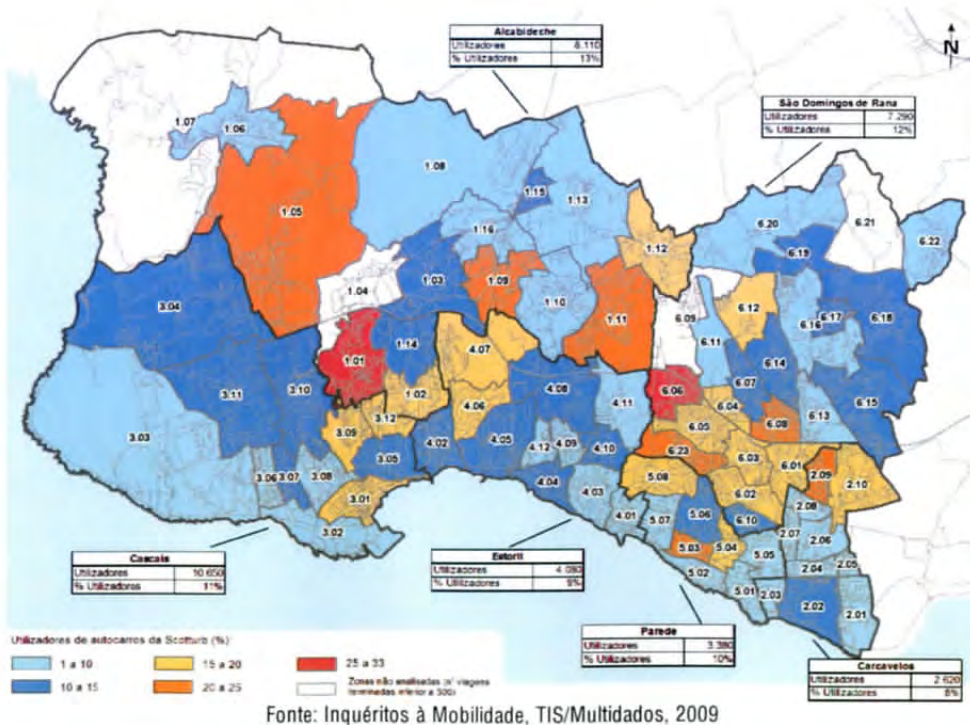 Alcabideche
Utilizadores 8.110
% Utilizadores 13%
N
São Domingos de Rana
Utilizadores 7.290
% Utilizadores 12%
1.07
1.06
1.08
1.15
1.13
6.20
6.21
6.22
1.05
1.16
1.12
6.19
1.04
1.03
1.09
1.10
1.11
6.09
6.12
6.16
6.17
6.18
3.04
6.11
1.01
1.14
4.07
6.14
3.11
3.10
1.02
4.08
4.11
6.06
6.07
6.15
3.12
4.06
6.04
6.08
6.13
3.03
3.09
3.05
4.02
4.05
4.12
4.09
4.10
6.05
6.23
6.03
6.01
2.09
2.10
3.06
3.07
3.08
3.01
4.04
4.03
5.08
6.02
2.08
3.02
4.01
5.07
5.06
6.10
2.07
2.06
5.03
5.04
5.05
2.04
2.05
5.02
5.01
2.03
2.02
2.01
Cascais
Utilizadores 10.650
% Utilizadores 11%
Estoril
Utilizadores 4.080
% Utilizadores 9%
Parede
Utilizadores 3.380
% Utilizadores 10%
Carcavelos
Utilizadores 2.620
% Utilizadores 8%
Utilizadores de autocarros da Scotturb (%)
1 a 10
15 a 20
25 a 33
10 a 15
20 a 25
Zonas não analisadas (nº viagens
terminadas inferior a 300)
Fonte: Inquéritos à Mobilidade, TIS/Multidados, 2009